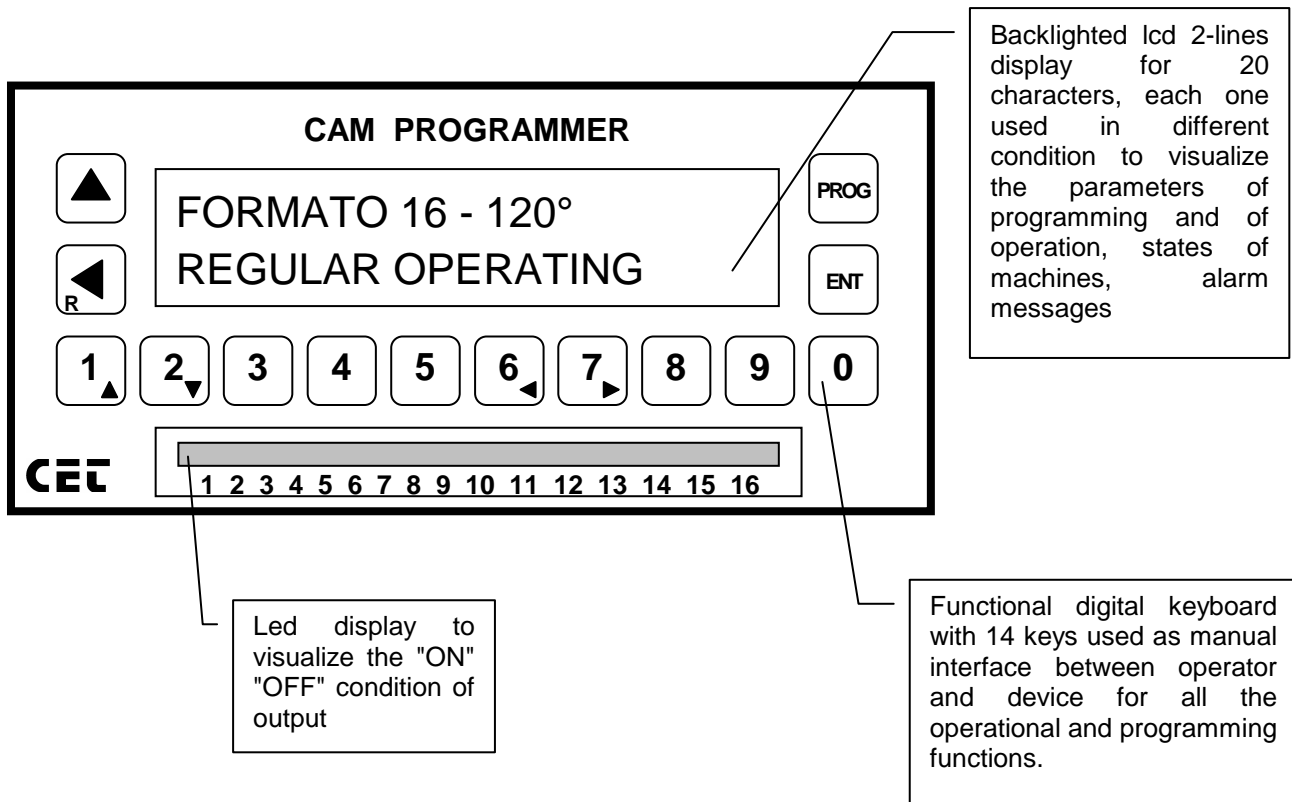 Backlighted lcd 2-lines
display for 20
characters, each one
used in different
condition to visualize
the parameters of
programming and of
operation, states of
machines, alarm
messages
CAM PROGRAMMER
PROG
FORMATO 16 - 120°
REGULAR OPERATING
R
ENT
1 2 3 4 5 6 7 8 9 0
CET
1 2 3 4 5 6 7 8 9 10 11 12 13 14 15 16
Led display to
visualize the "ON"
"OFF" condition of
output
Functional digital keyboard
with 14 keys used as manual
interface between operator
and device for all the
operational and programming
functions.